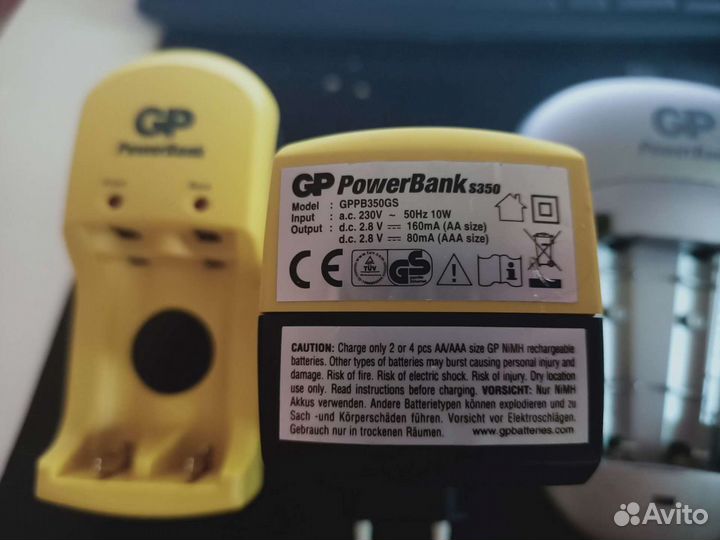 GP
PowerBank
GP
GP PowerBank S350
Model : GPPB350GS
Input : a.c. 230V ~ 50Hz 10W
Output : d.c. 2.8 V ⎓ 160mA (AA size)
d.c. 2.8 V ⎓ 80mA (AAA size)
CE TÜV GS
CAUTION: Charge only 2 or 4 pcs AA/AAA size GP NiMH rechargeable
batteries. Other types of batteries may burst causing personal injury and
damage. Risk of fire. Risk of electric shock. Risk of injury. Dry location
use only. Read instructions before charging. VORSICHT: Nur NiMH
Akkus verwenden. Andere Batterietypen können explodieren und zu
Sach -und Körperschäden führen. Vorsicht vor Elektroschlägen.
Gebrauch nur in trockenen Räumen. www.gpbatteries.com
Avito